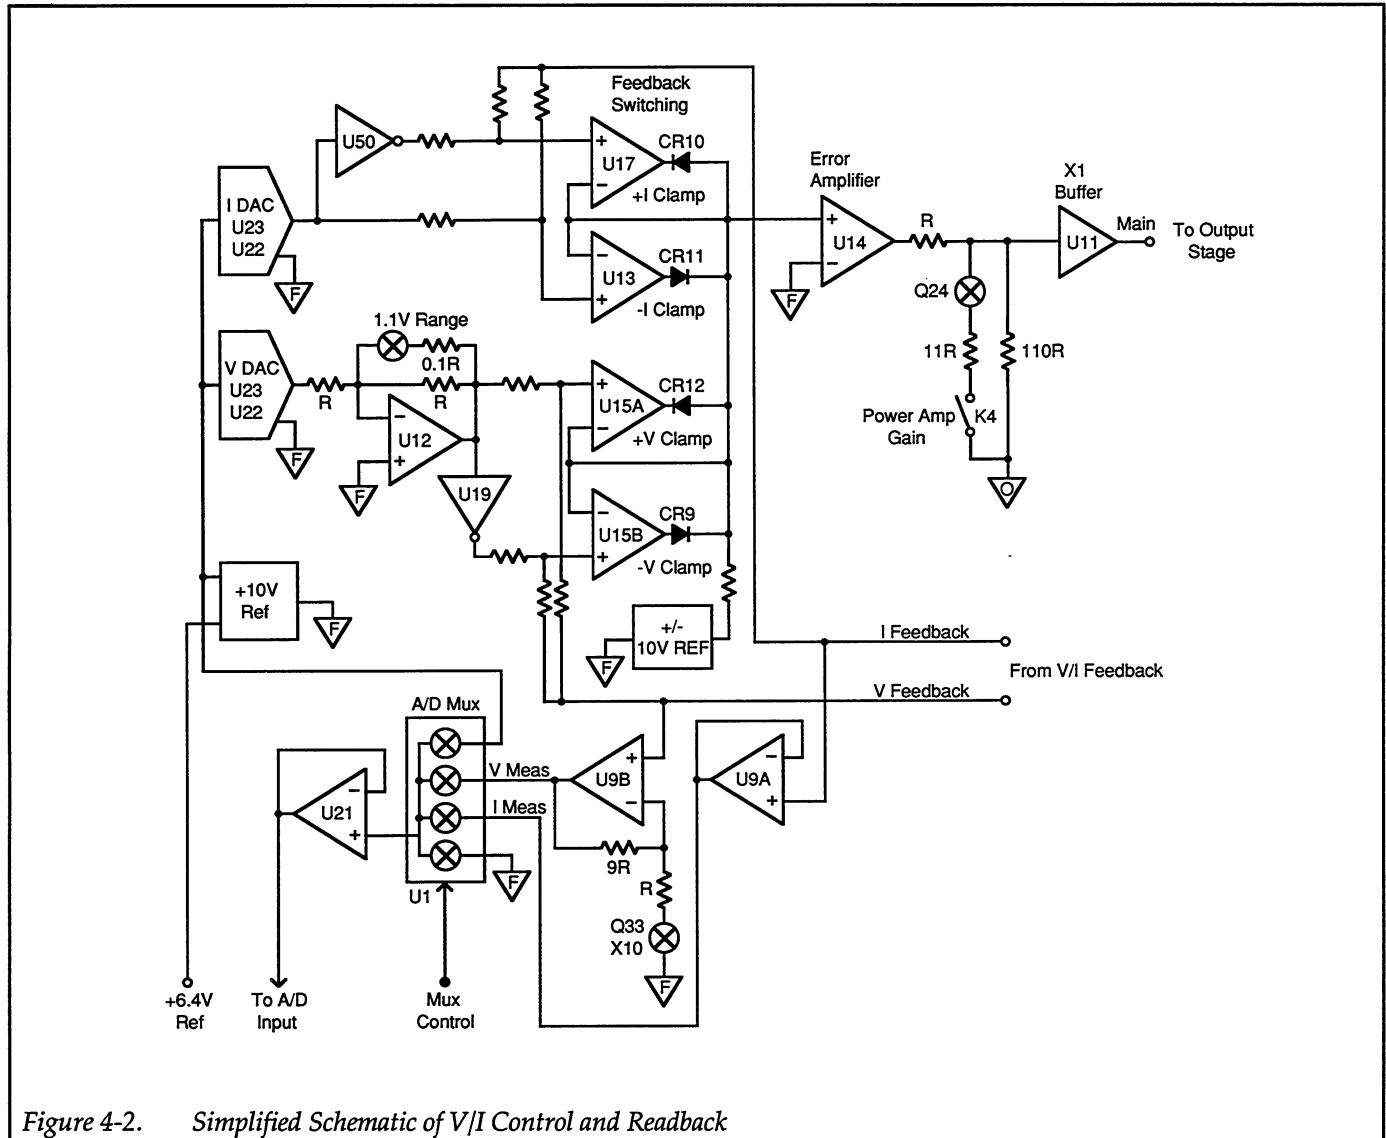 Feedback
Switching
U50
+
U17
−
CR10
+I Clamp
I DAC
U23
U22
F
−
U13
+
CR11
-I Clamp
Error
Amplifier
+
U14
−
F
R
X1
Buffer
U11
Main
To Output
Stage
Q24
11R
110R
Power Amp
Gain
K4
O
1.1V Range
0.1R
V DAC
U23
U22
F
R
R
−
U12
+
F
U19
+
U15A
−
CR12
+V Clamp
−
U15B
+
CR9
-V Clamp
+10V
Ref
F
+/-
10V REF
F
I Feedback
From V/I Feedback
V Feedback
A/D Mux
V Meas
I Meas
U1
F
−
U21
+
+
U9B
−
−
U9A
+
9R
R
Q33
X10
F
+6.4V
Ref
To A/D
Input
Mux
Control
Figure 4-2. Simplified Schematic of V/I Control and Readback